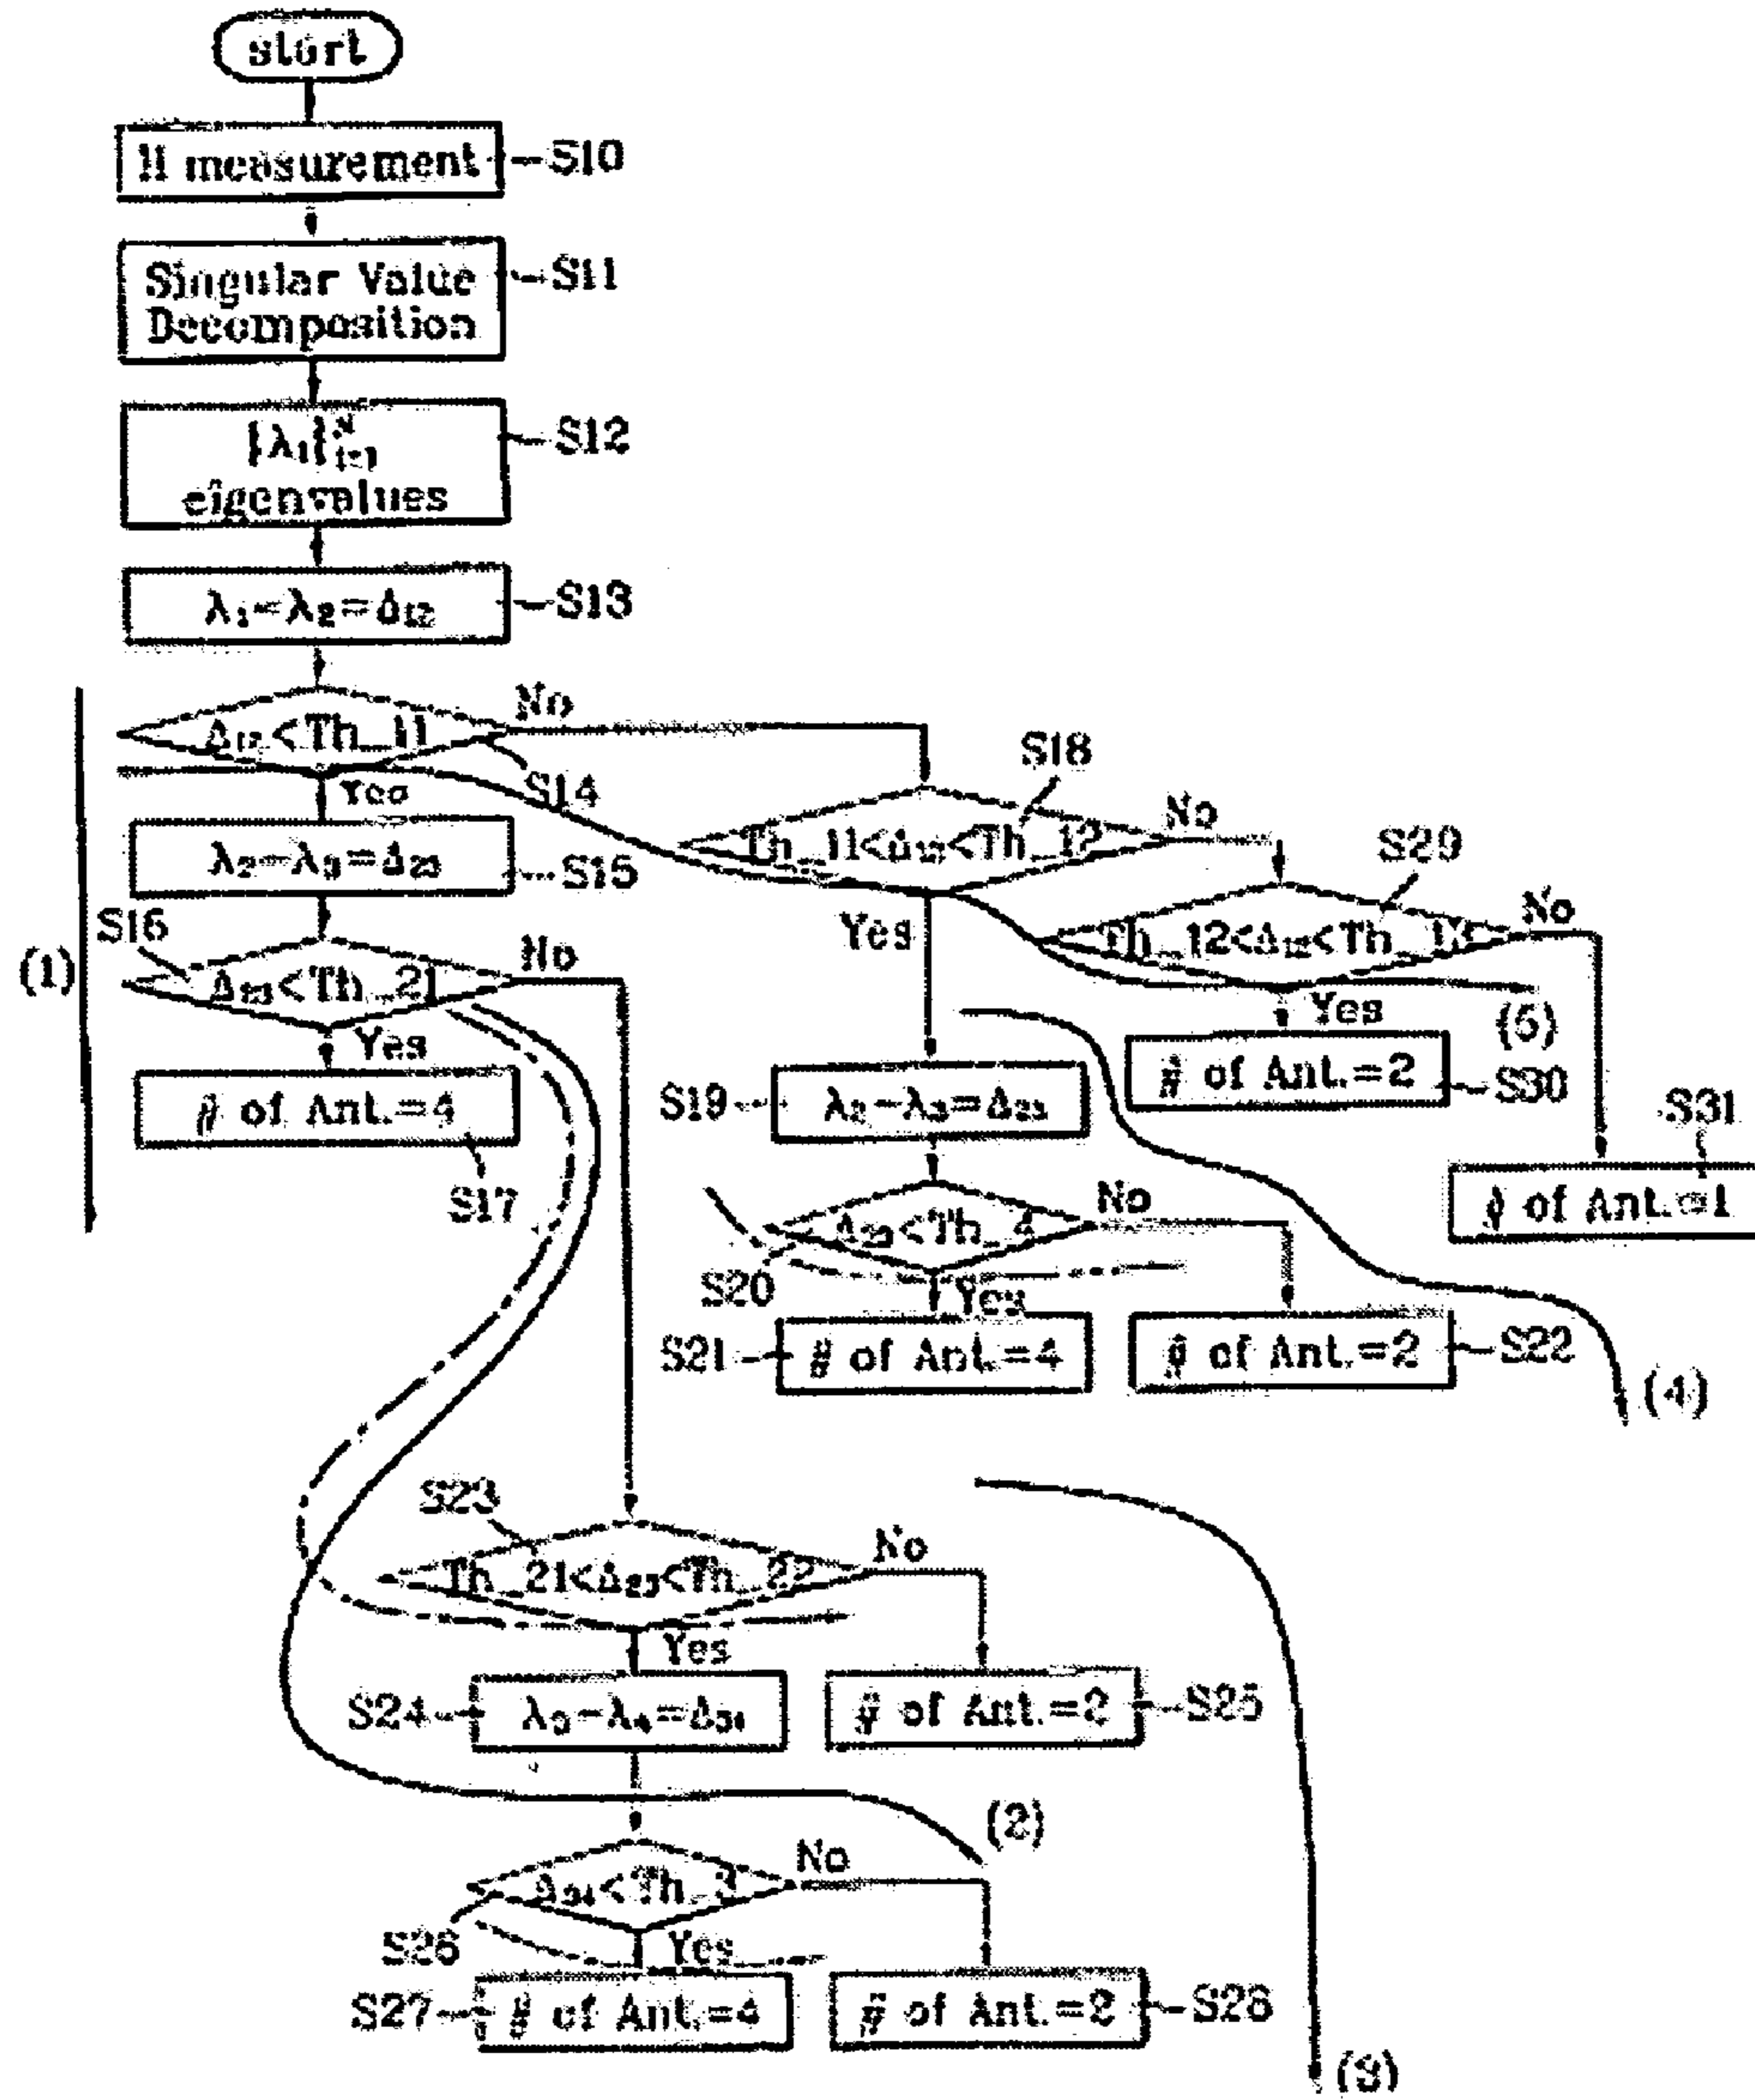 start
H measurement
S10
Singular Value
Decomposition
S11
{λi}
eigenvalues
S12
λ₁-λ₂=Δ₁₂
S13
Δ₁₂<Th_11
No
S14
Yes
λ₂-λ₃=Δ₂₃
S15
S18
Th_11<Δ₁₂<Th_12
No
Yes
S29
Th_12<Δ₁₂<Th_
No
Yes
(1)
S16
Δ₂₃<Th_21
No
Yes
# of Ant.=4
S17
(5)
# of Ant.=2
S30
S31
# of Ant.=1
S19
λ₂-λ₃=Δ₂₃
Δ₂₃<Th_4
No
S20
Yes
S21
# of Ant.=4
# of Ant.=2
S22
(4)
S23
Th_21<Δ₂₃<Th_22
No
Yes
S24
λ₃-λ₄=Δ₃₄
# of Ant.=2
S25
(2)
Δ₃₄<Th_3
No
S26
Yes
S27
# of Ant.=4
# of Ant.=2
S28
(3)